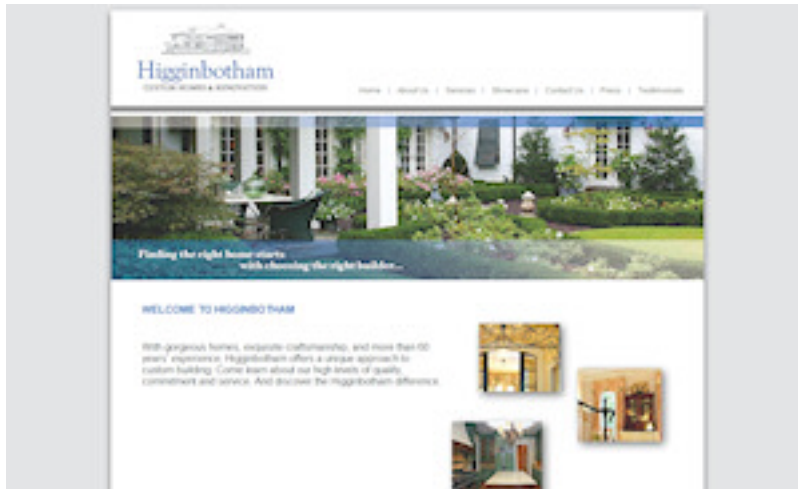 Higginbotham
CUSTOM HOMES & RENOVATION
Home | About Us | Services | Showcase | Contact Us | Press | Testimonials
Finding the right home starts
with choosing the right builder...
WELCOME TO HIGGINBOTHAM
With gorgeous homes, exquisite craftsmanship, and more than 60
years' experience, Higginbotham offers a unique approach to
custom building. Come learn about our high levels of quality,
commitment and service. And discover the Higginbotham difference.